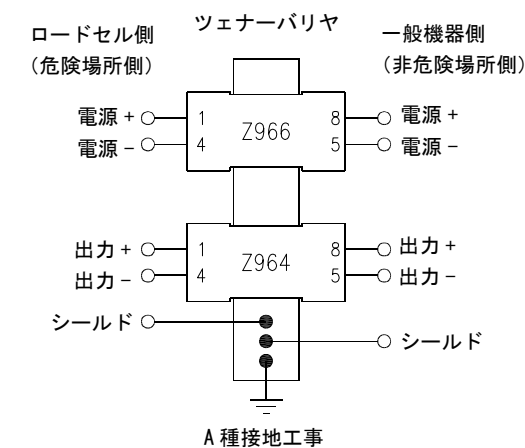 ツェナーバリヤ
ロードセル側
（危険場所側）
一般機器側
（非危険場所側）
電源＋ 1 Z966 8 電源＋
電源－ 4 5 電源－
出力＋ 1 Z964 8 出力＋
出力－ 4 5 出力－
シールド
シールド
A種接地工事